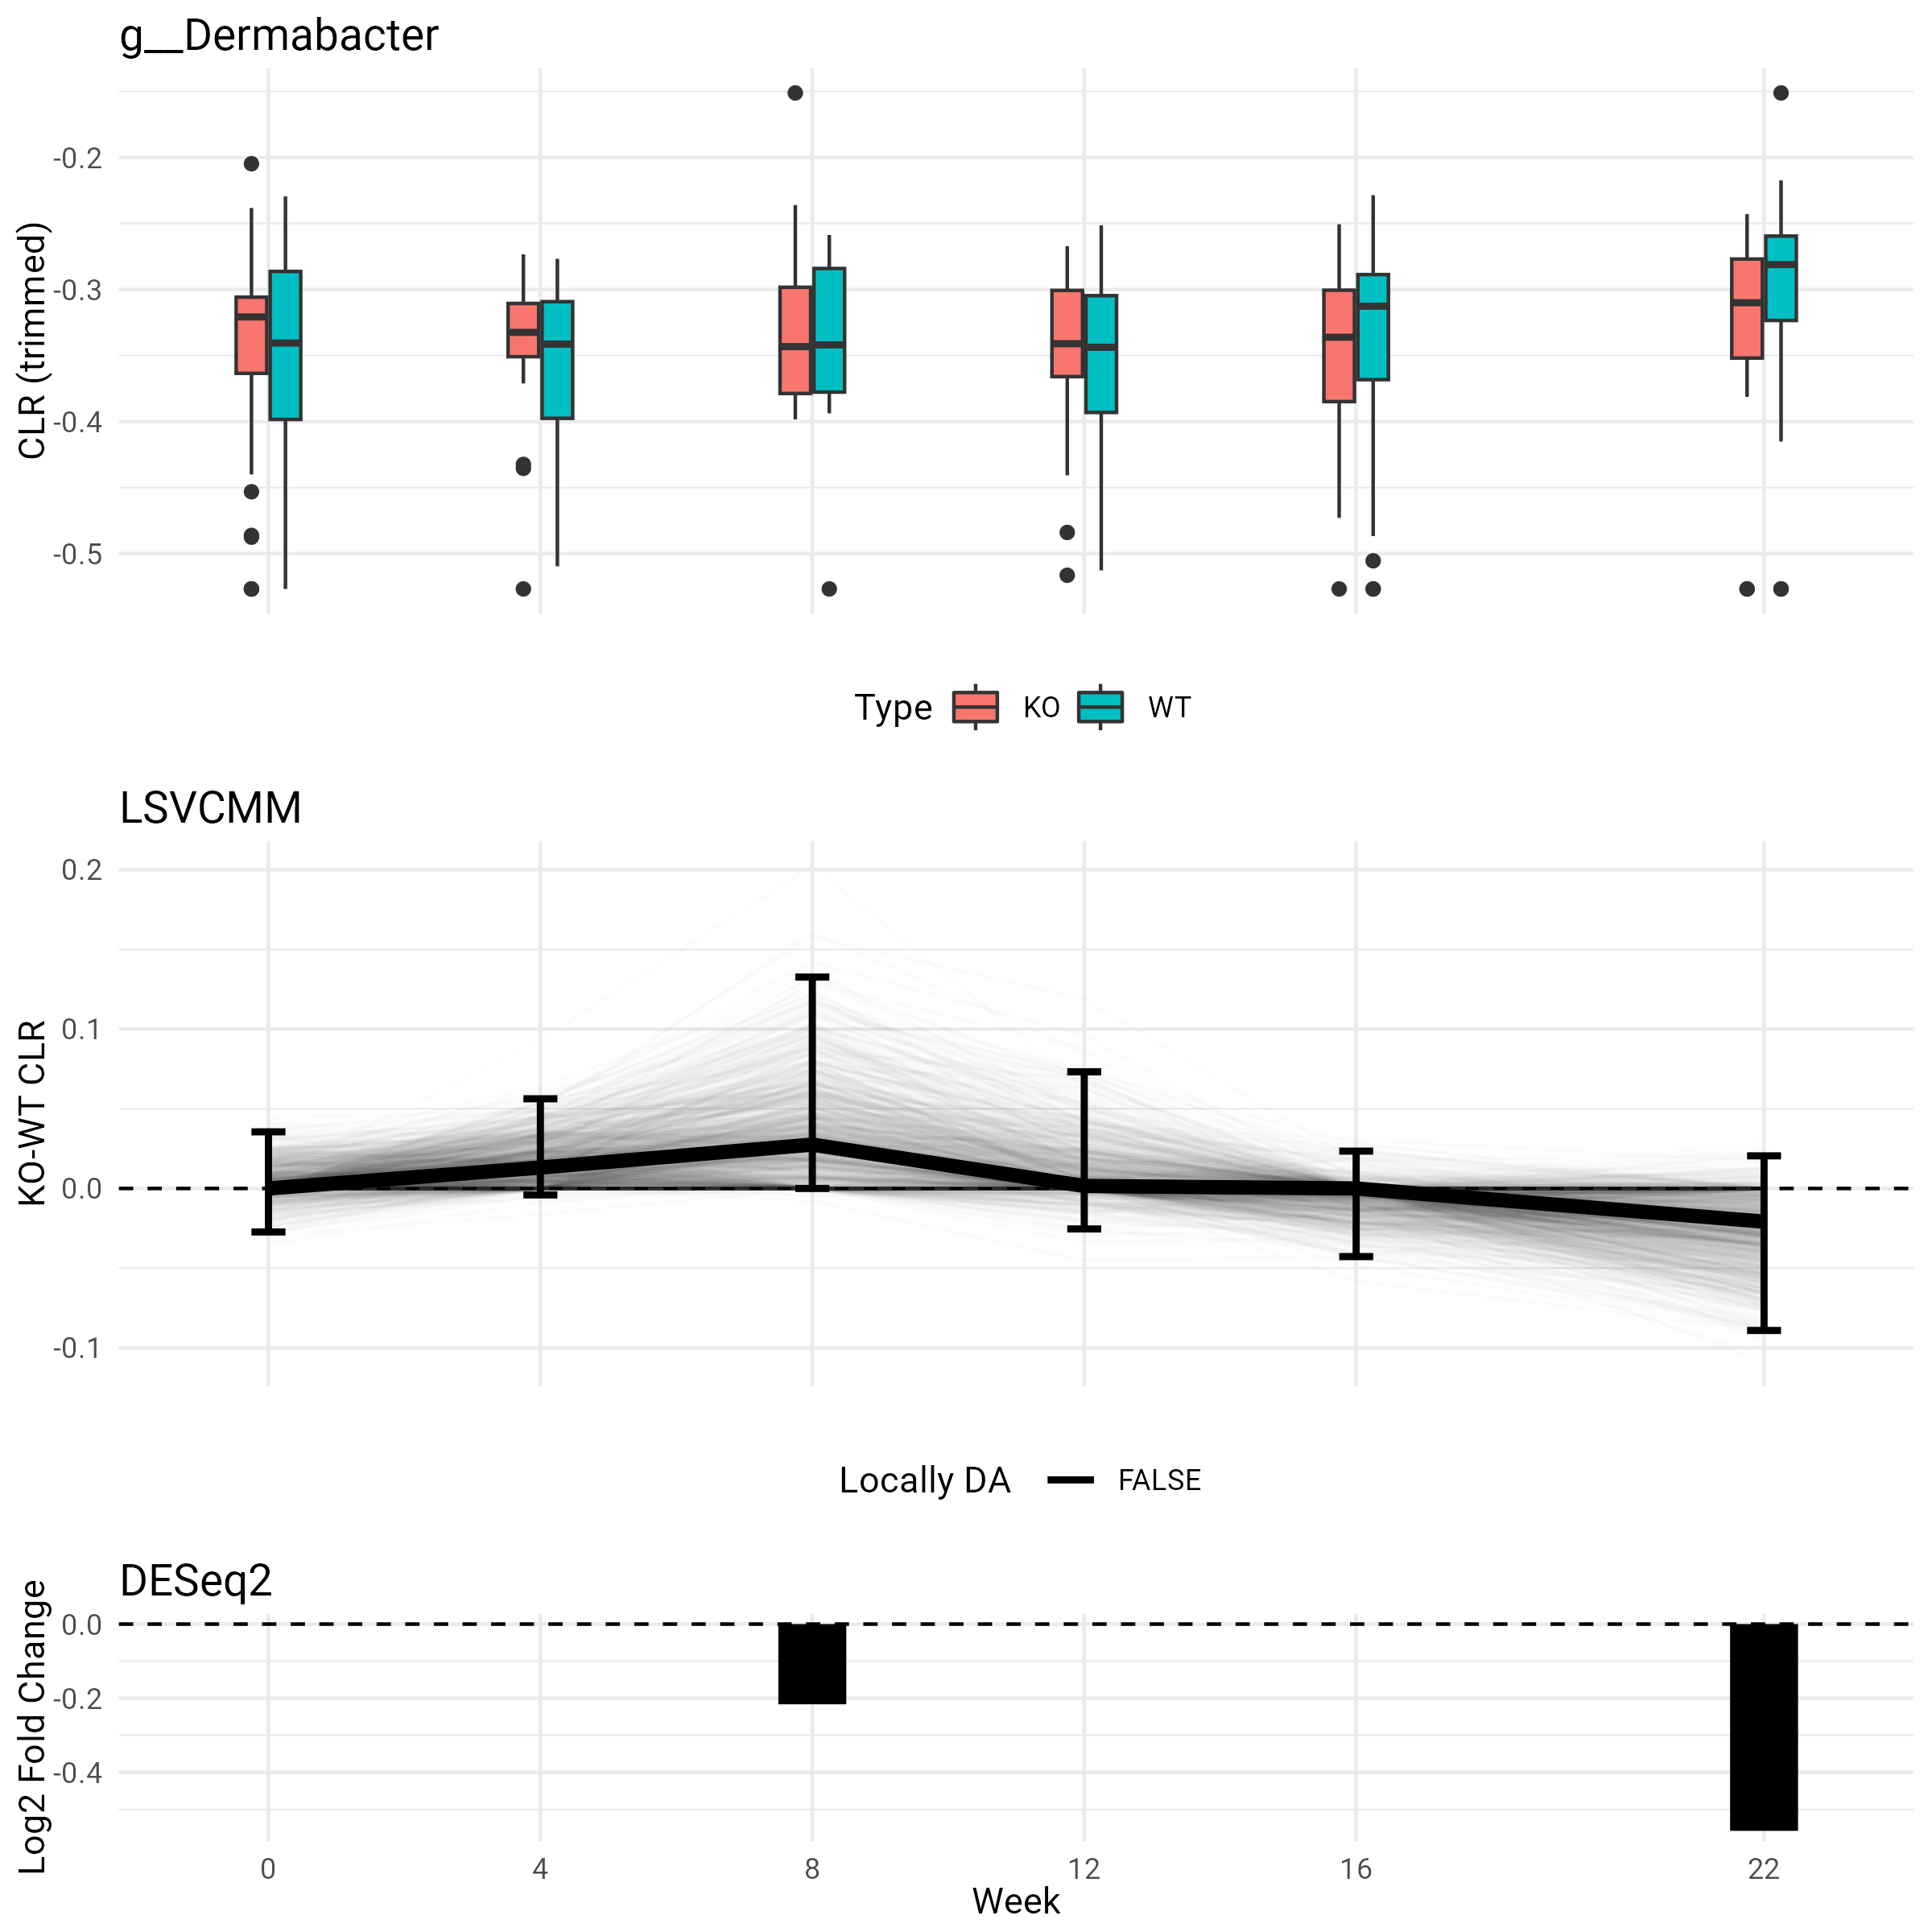 g__Dermabacter
CLR (trimmed)
-0.2
-0.3
-0.4
-0.5
Type KO WT
LSVCMM
KO-WT CLR
0.2
0.1
0.0
-0.1
Locally DA FALSE
DESeq2
Log2 Fold Change
0.0
-0.2
-0.4
0 4 8 12 16 22
Week